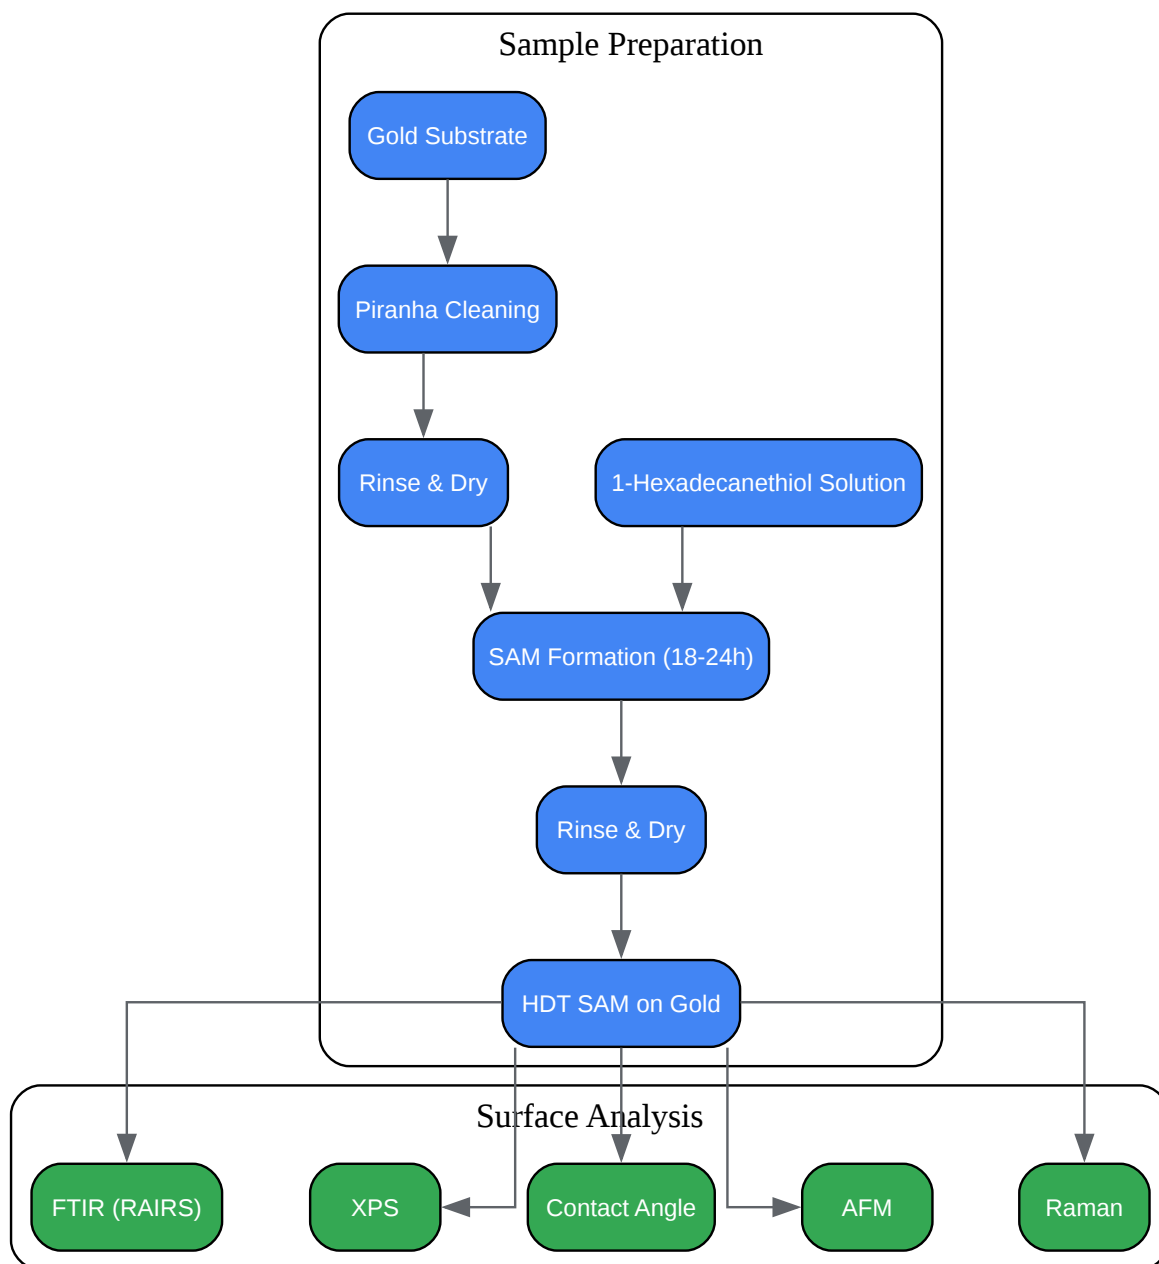 Sample Preparation
Gold Substrate
Piranha Cleaning
Rinse & Dry
1-Hexadecanethiol Solution
SAM Formation (18-24h)
Rinse & Dry
HDT SAM on Gold
Surface Analysis
FTIR (RAIRS)
XPS
Contact Angle
AFM
Raman